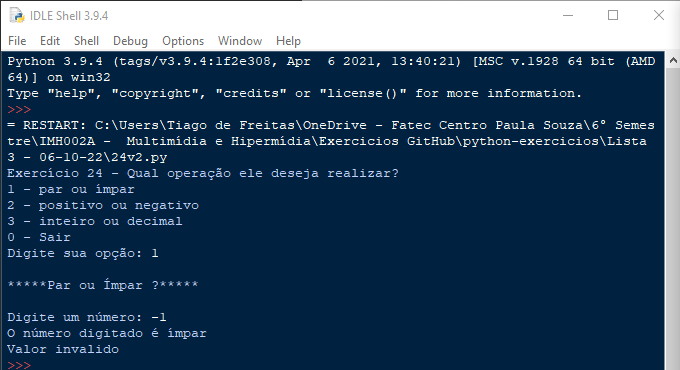 IDLE Shell 3.9.4
File Edit Shell Debug Options Window Help
Python 3.9.4 (tags/v3.9.4:1f2e308, Apr  6 2021, 13:40:21) [MSC v.1928 64 bit (AMD
64)] on win32
Type "help", "copyright", "credits" or "license()" for more information.
>>>
= RESTART: C:\Users\Tiago de Freitas\OneDrive - Fatec Centro Paula Souza\6° Semes
tre\IMH002A -  Multimídia e Hipermídia\Exercicios GitHub\python-exercicios\Lista
3 - 06-10-22\24v2.py
Exercício 24 - Qual operação ele deseja realizar?
1 - par ou ímpar
2 - positivo ou negativo
3 - inteiro ou decimal
0 - Sair
Digite sua opção: 1
*****Par ou Ímpar ?*****
Digite um número: -1
O número digitado é ímpar
Valor invalido
>>>